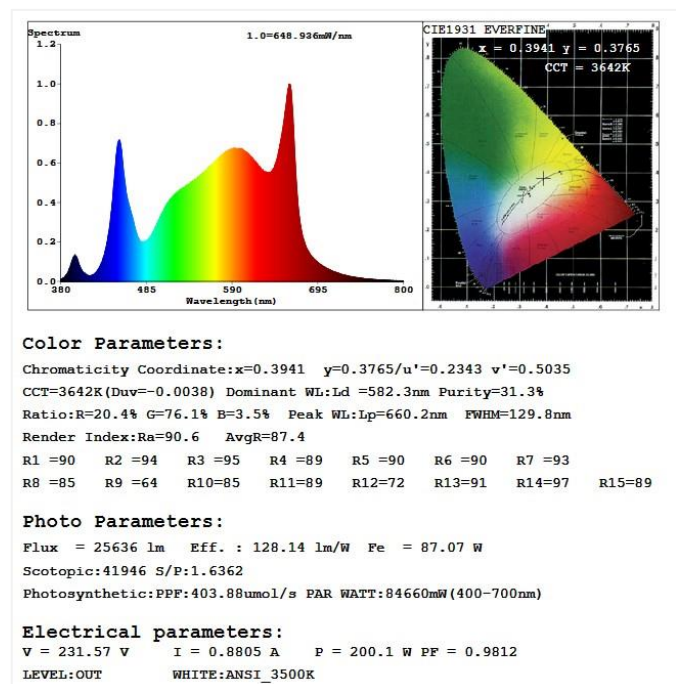 Spectrum
1.0=648.936mW/nm
1.2
1.0
0.8
0.6
0.4
0.2
0.0
380 485 590 695 800
Wavelength(nm)
CIE1931 EVERFINE
x = 0.3941 y = 0.3765
CCT = 3642K
Color Parameters:
Chromaticity Coordinate:x=0.3941 y=0.3765/u'=0.2343 v'=0.5035
CCT=3642K(Duv=-0.0038) Dominant WL:Ld =582.3nm Purity=31.3%
Ratio:R=20.4% G=76.1% B=3.5% Peak WL:Lp=660.2nm FWHM=129.8nm
Render Index:Ra=90.6 AvgR=87.4
R1 =90 R2 =94 R3 =95 R4 =89 R5 =90 R6 =90 R7 =93
R8 =85 R9 =64 R10=85 R11=89 R12=72 R13=91 R14=97 R15=89
Photo Parameters:
Flux = 25636 lm Eff. : 128.14 lm/W Fe = 87.07 W
Scotopic:41946 S/P:1.6362
Photosynthetic:PPF:403.88umol/s PAR WATT:84660mW(400-700nm)
Electrical parameters:
V = 231.57 V I = 0.8805 A P = 200.1 W PF = 0.9812
LEVEL:OUT WHITE:ANSI_3500K